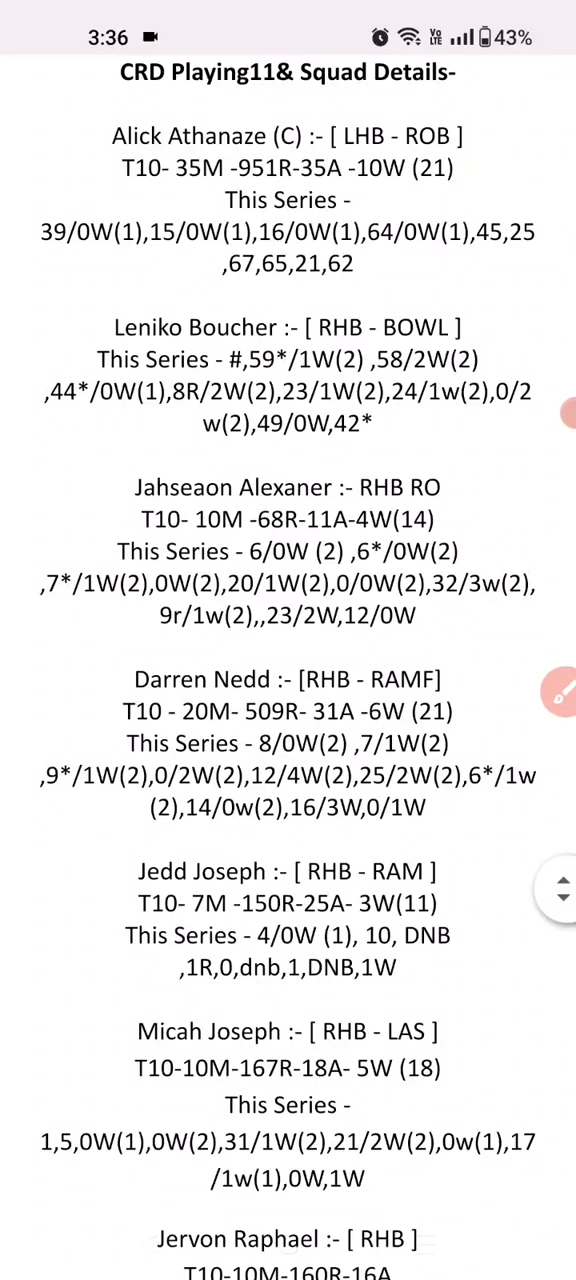 3:36
Vo
LTE
43%
CRD Playing11& Squad Details-
Alick Athanaze (C) :- [ LHB - ROB ]
T10- 35M -951R-35A -10W (21)
This Series -
39/0W(1),15/0W(1),16/0W(1),64/0W(1),45,25
,67,65,21,62
Leniko Boucher :- [ RHB - BOWL ]
This Series - #,59*/1W(2) ,58/2W(2)
,44*/0W(1),8R/2W(2),23/1W(2),24/1w(2),0/2
w(2),49/0W,42*
Jahseaon Alexaner :- RHB RO
T10- 10M -68R-11A-4W(14)
This Series - 6/0W (2) ,6*/0W(2)
,7*/1W(2),0W(2),20/1W(2),0/0W(2),32/3w(2),
9r/1w(2),,23/2W,12/0W
Darren Nedd :- [RHB - RAMF]
T10 - 20M- 509R- 31A -6W (21)
This Series - 8/0W(2) ,7/1W(2)
,9*/1W(2),0/2W(2),12/4W(2),25/2W(2),6*/1w
(2),14/0w(2),16/3W,0/1W
Jedd Joseph :- [ RHB - RAM ]
T10- 7M -150R-25A- 3W(11)
This Series - 4/0W (1), 10, DNB
,1R,0,dnb,1,DNB,1W
Micah Joseph :- [ RHB - LAS ]
T10-10M-167R-18A- 5W (18)
This Series -
1,5,0W(1),0W(2),31/1W(2),21/2W(2),0w(1),17
/1w(1),0W,1W
Jervon Raphael :- [ RHB ]
T10-10M-160R-16A